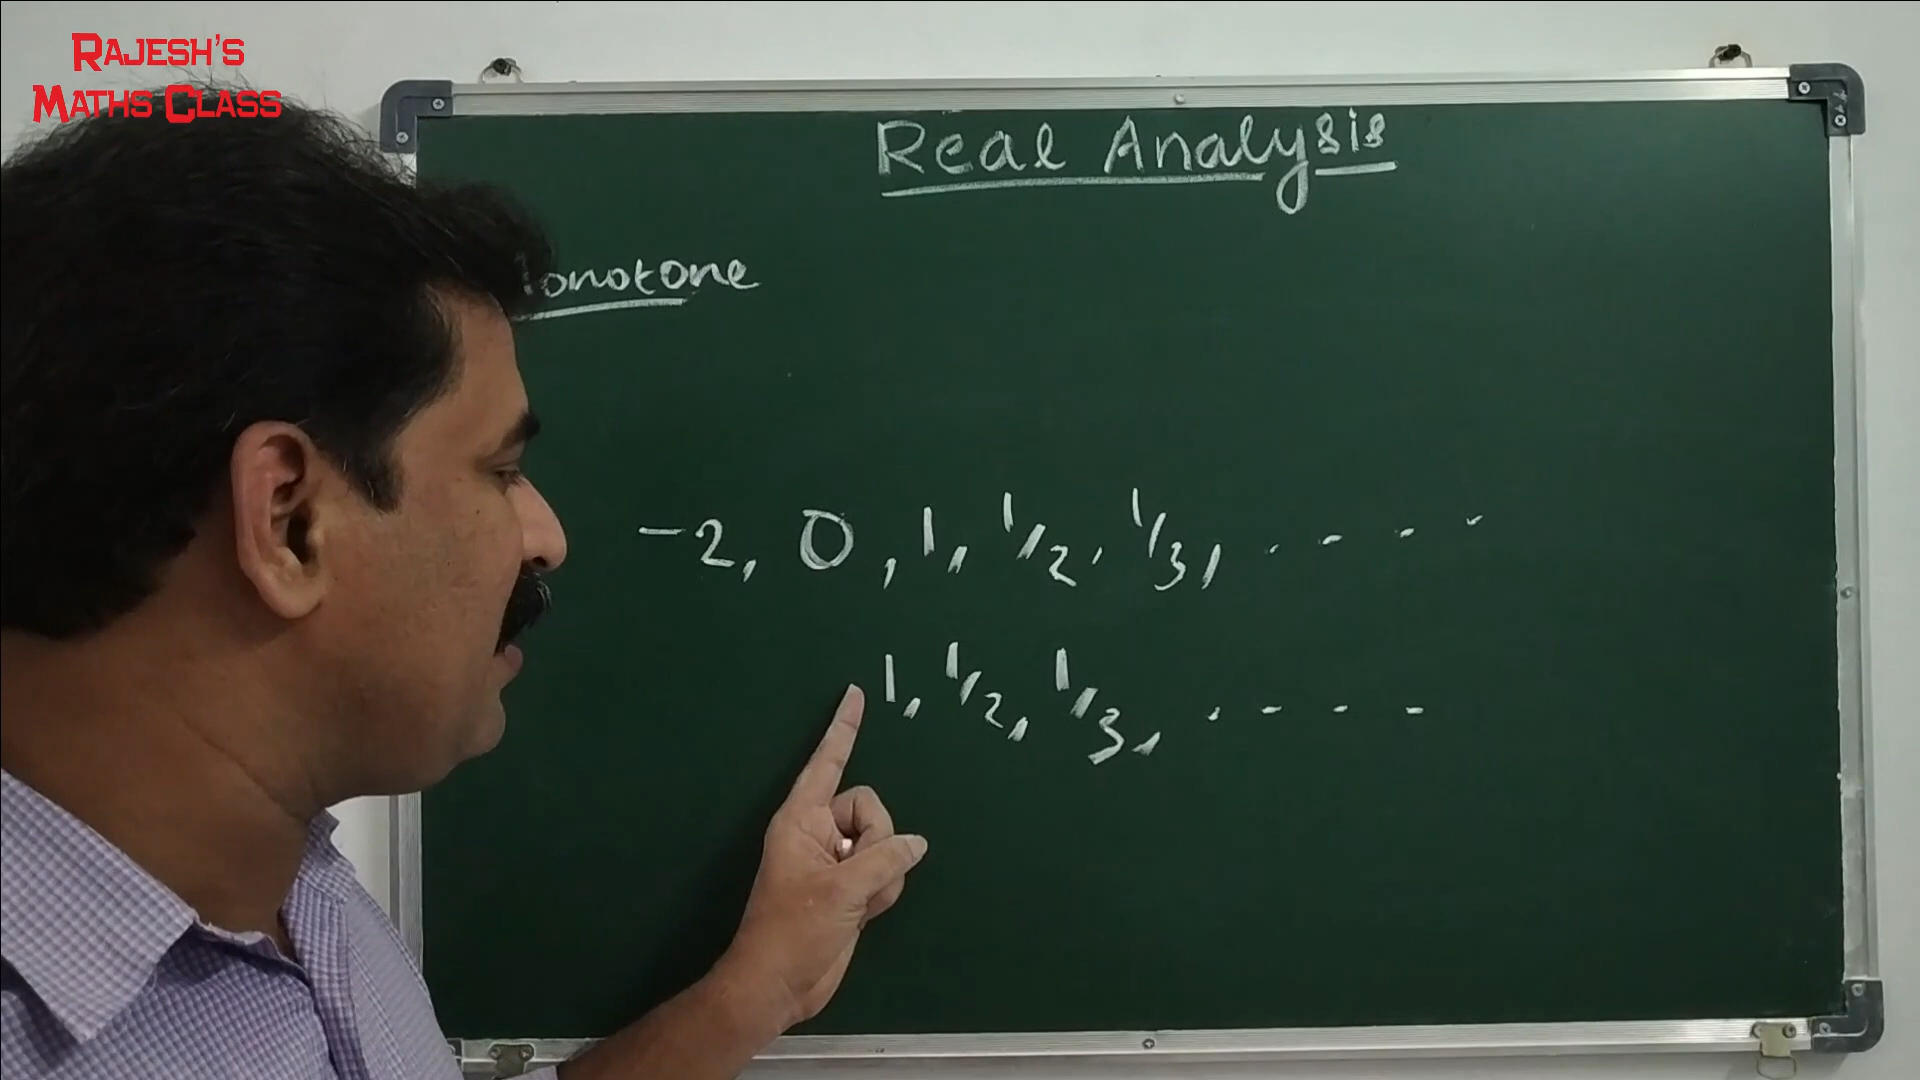 RAJESH'S
MATHS CLASS
Real Analysis
onotone
-2, 0, 1, 1/2, 1/3, . - - -
1, 1/2, 1/3, . - - -